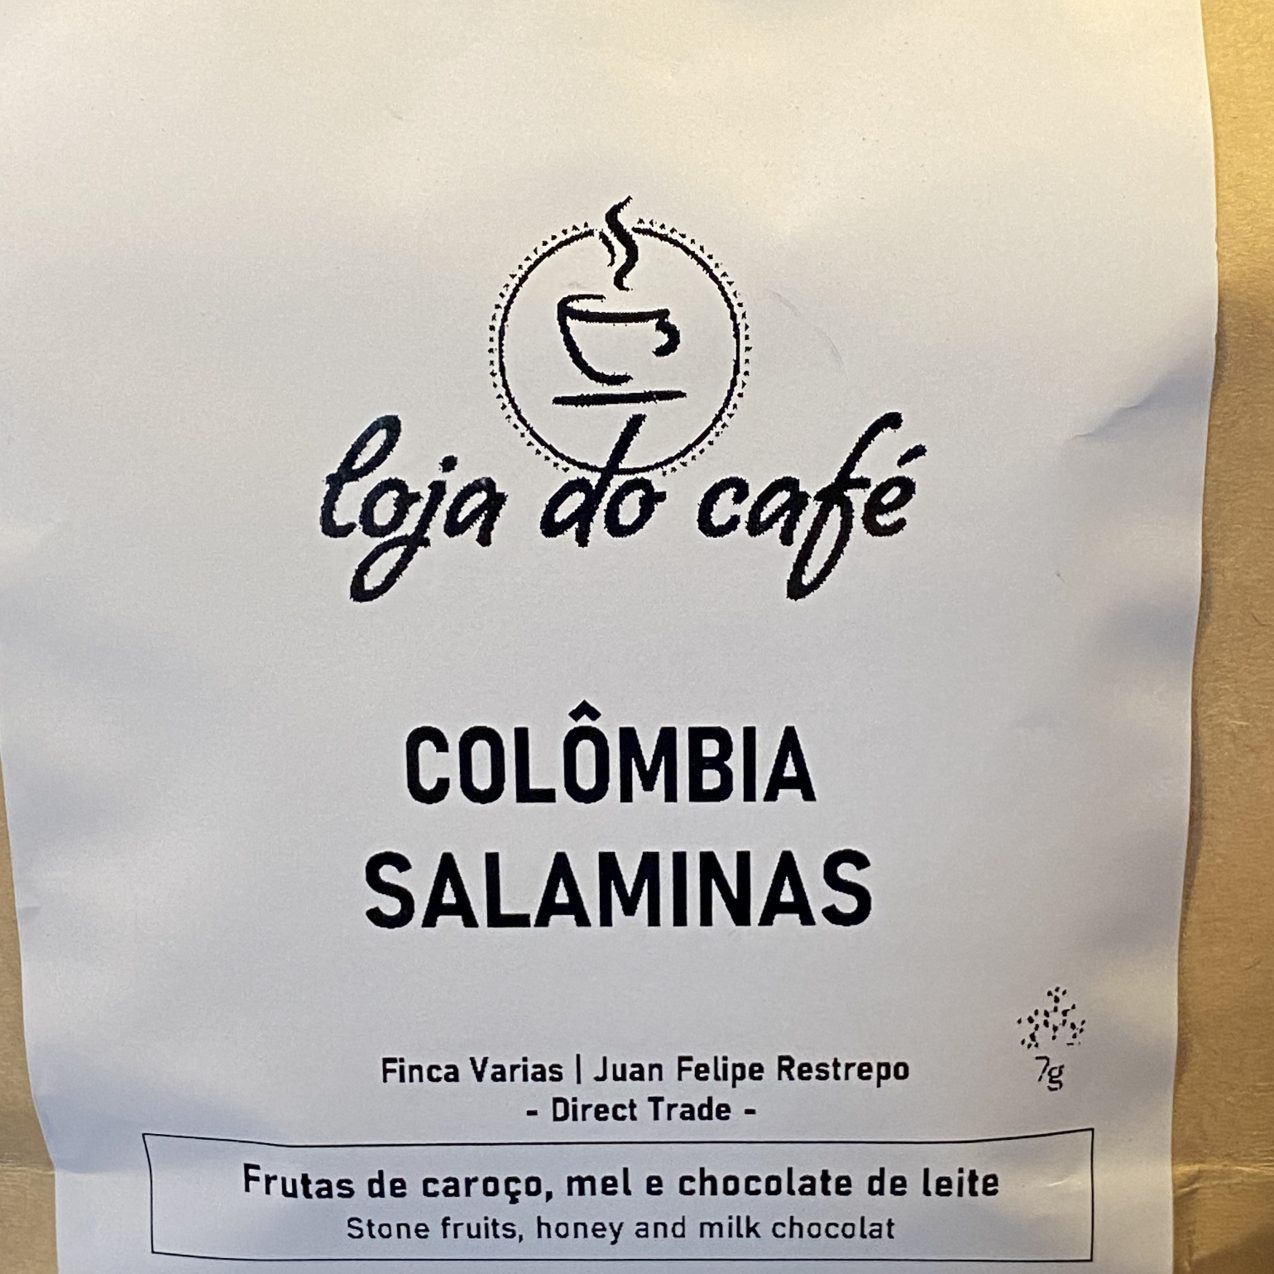 loja do café
COLÔMBIA
SALAMINAS
Finca Varias | Juan Felipe Restrepo
- Direct Trade -
7g
Frutas de caroço, mel e chocolate de leite
Stone fruits, honey and milk chocolat